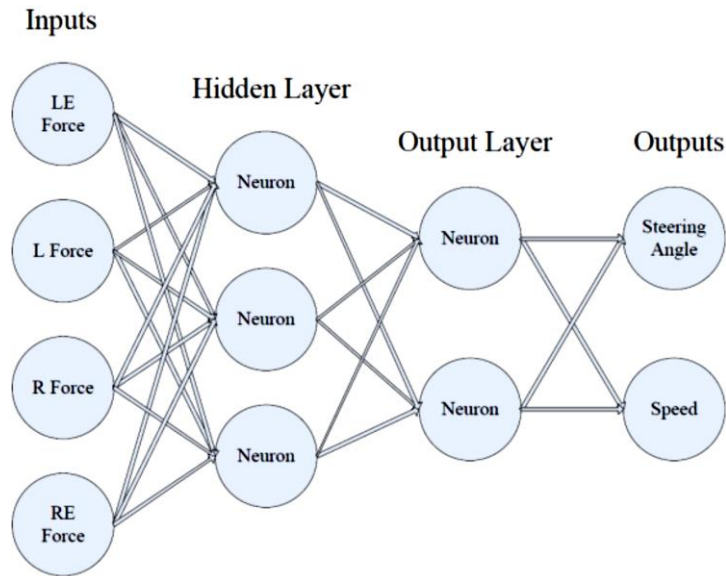 Inputs
LE
Force
L Force
R Force
RE
Force
Hidden Layer
Neuron
Neuron
Neuron
Output Layer
Neuron
Neuron
Outputs
Steering
Angle
Speed